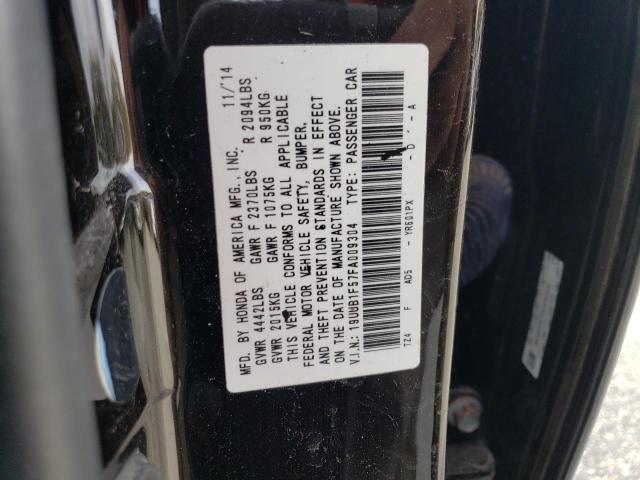 MFD. BY HONDA OF AMERICA MFG., INC. 11/'14
GVWR 4442LBS GAWR F 2370LBS R 2094LBS
GVWR 2015KG GAWR F 1075KG R 950KG
THIS VEHICLE CONFORMS TO ALL APPLICABLE
FEDERAL MOTOR VEHICLE SAFETY, BUMPER,
AND THEFT PREVENTION STANDARDS IN EFFECT
ON THE DATE OF MANUFACTURE SHOWN ABOVE.
V.I.N.: 19UUB1F57FA009304 TYPE: PASSENGER CAR
TZ4 F AD5 - YR601PX - D - A